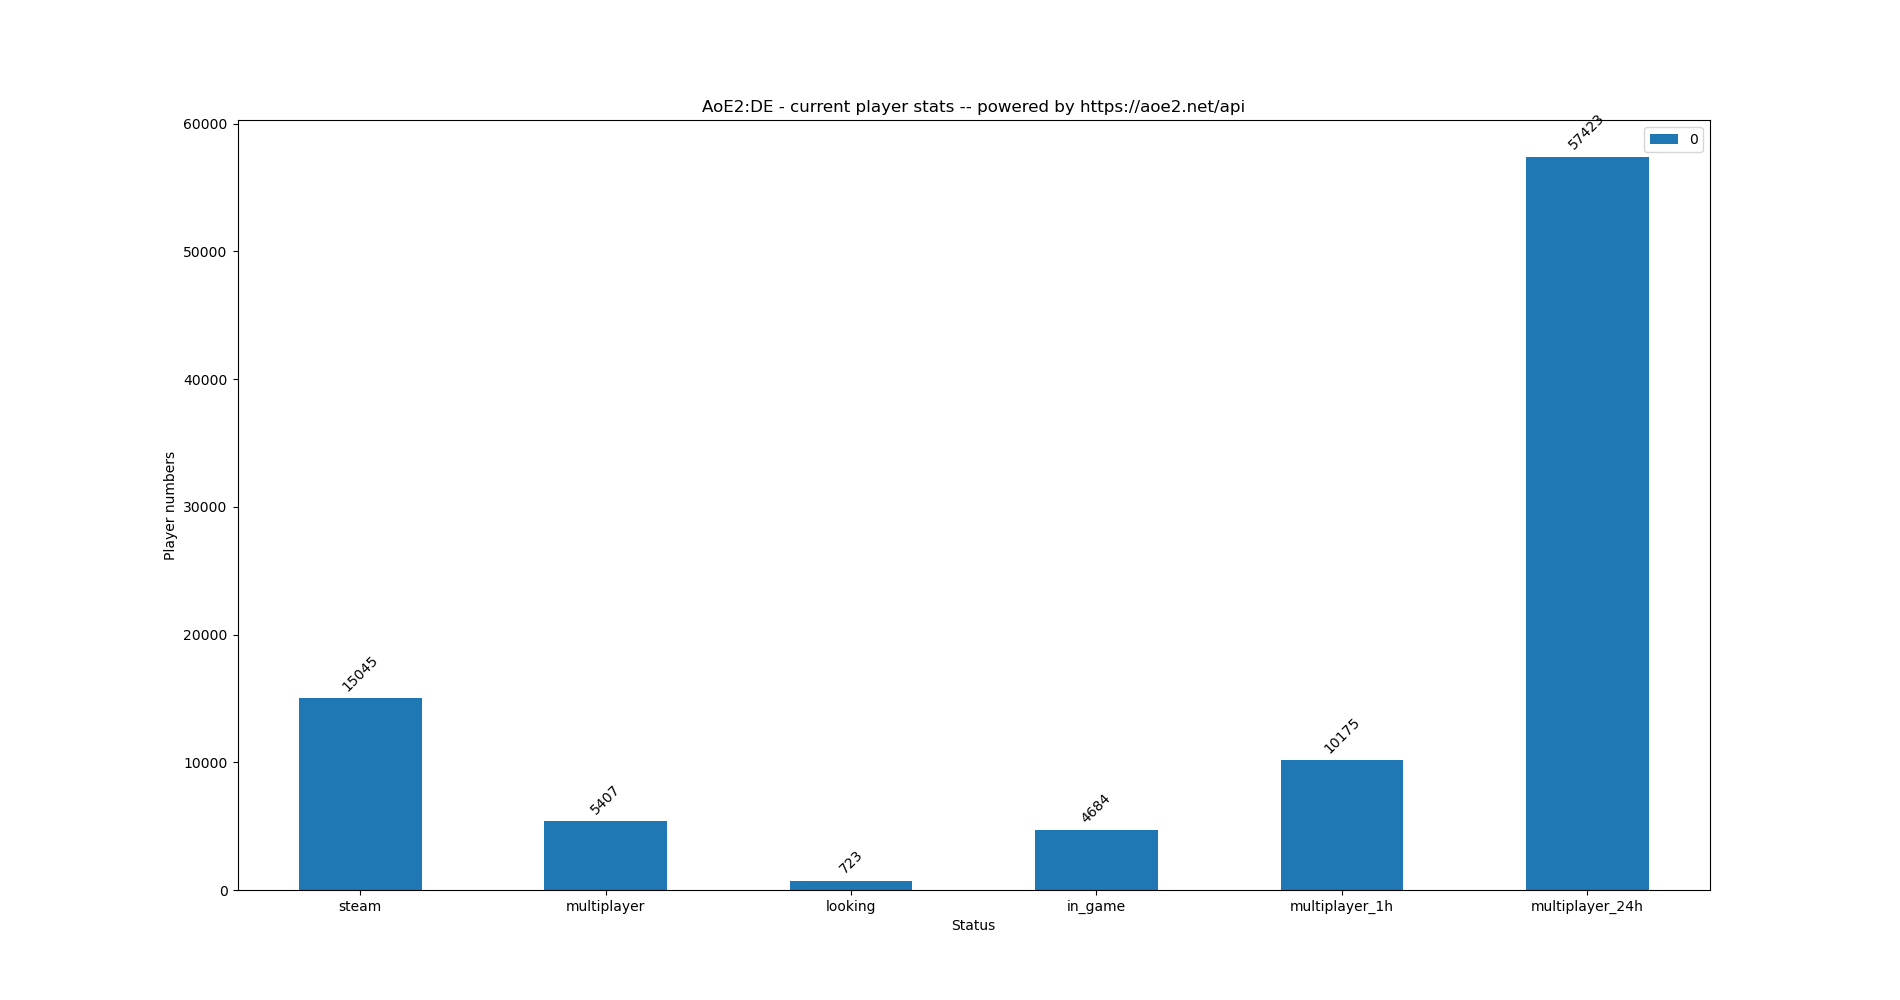 AoE2:DE - current player stats -- powered by https://aoe2.net/api
60000
50000
40000
30000
20000
10000
0
Player numbers
0
15045
5407
723
4684
10175
57423
steam
multiplayer
looking
in_game
multiplayer_1h
multiplayer_24h
Status